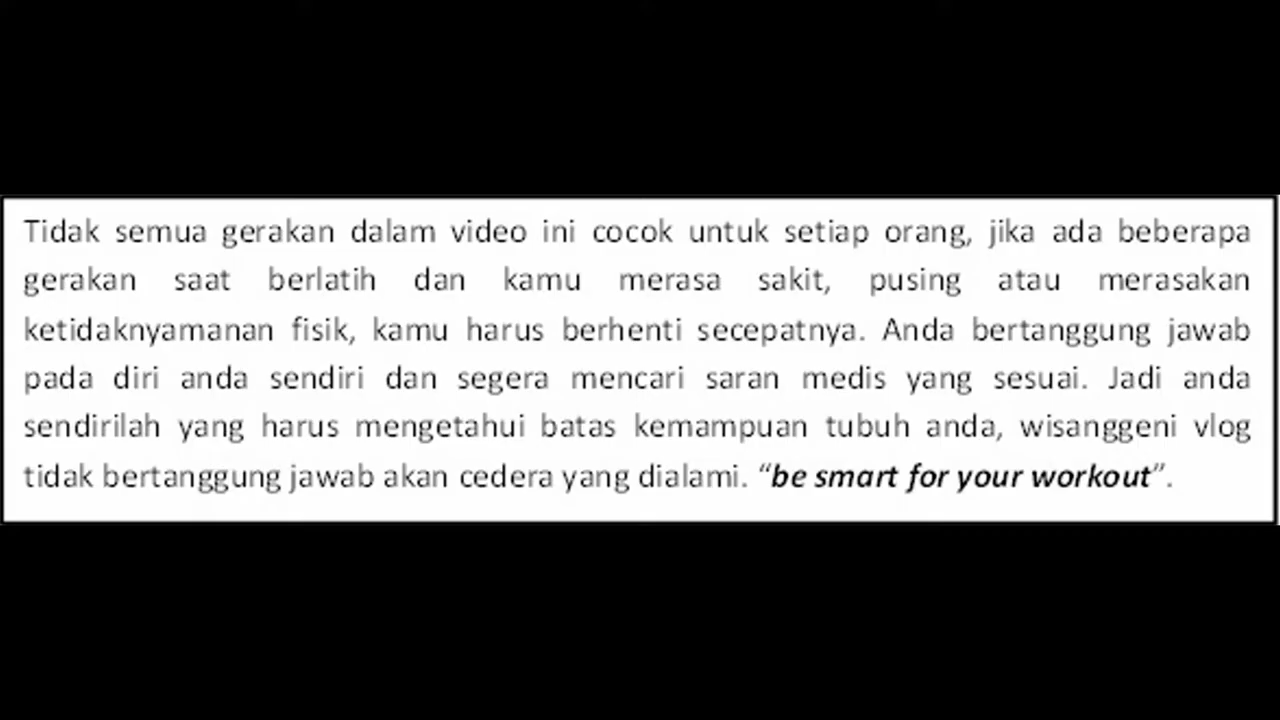 Tidak semua gerakan dalam video ini cocok untuk setiap orang, jika ada beberapa
gerakan saat berlatih dan kamu merasa sakit, pusing atau merasakan
ketidaknyamanan fisik, kamu harus berhenti secepatnya. Anda bertanggung jawab
pada diri anda sendiri dan segera mencari saran medis yang sesuai. Jadi anda
sendirilah yang harus mengetahui batas kemampuan tubuh anda, wisanggeni vlog
tidak bertanggung jawab akan cedera yang dialami. “be smart for your workout”.